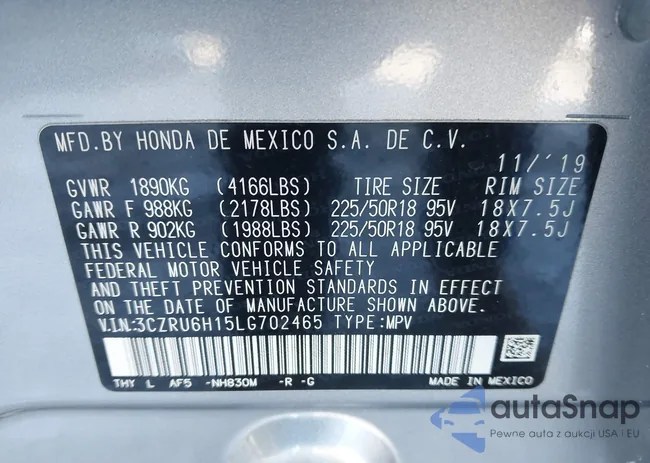 MFD.BY HONDA DE MEXICO S.A. DE C.V.
11/'19
GVWR 1890KG (4166LBS) TIRE SIZE RIM SIZE
GAWR F 988KG (2178LBS) 225/50R18 95V 18X7.5J
GAWR R 902KG (1988LBS) 225/50R18 95V 18X7.5J
THIS VEHICLE CONFORMS TO ALL APPLICABLE
FEDERAL MOTOR VEHICLE SAFETY
AND THEFT PREVENTION STANDARDS IN EFFECT
ON THE DATE OF MANUFACTURE SHOWN ABOVE.
V.I.N:3CZRU6H15LG702465 TYPE:MPV
THY L AF5 -NH830M -R -G MADE IN MEXICO
autaSnap
Pewne auta z aukcji USA i EU